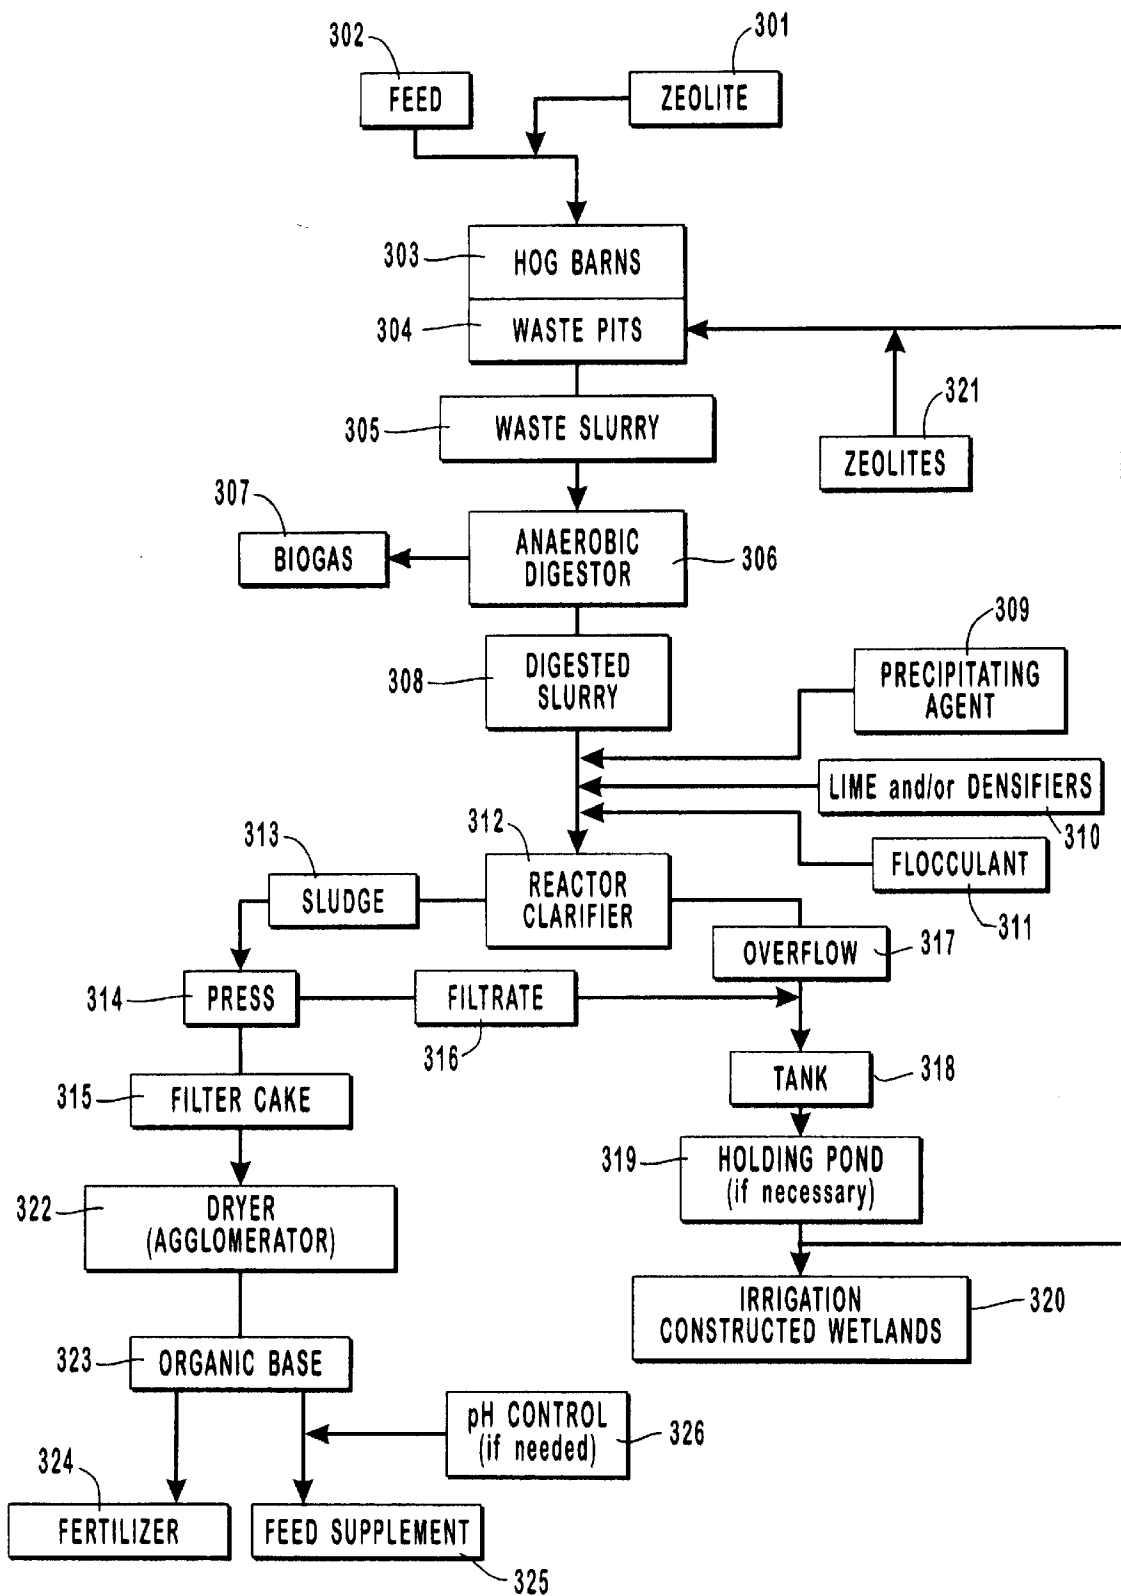 302
301
FEED
ZEOLITE
303
HOG BARNS
304
WASTE PITS
321
305
WASTE SLURRY
ZEOLITES
307
BIOGAS
ANAEROBIC
DIGESTOR
306
309
308
DIGESTED
SLURRY
PRECIPITATING
AGENT
LIME and/or DENSIFIERS
310
313
312
FLOCCULANT
311
SLUDGE
REACTOR
CLARIFIER
OVERFLOW
317
314
PRESS
FILTRATE
316
TANK
318
315
FILTER CAKE
319
HOLDING POND
(if necessary)
322
DRYER
(AGGLOMERATOR)
IRRIGATION
CONSTRUCTED WETLANDS
320
323
ORGANIC BASE
pH CONTROL
(if needed)
326
324
FERTILIZER
FEED SUPPLEMENT
325